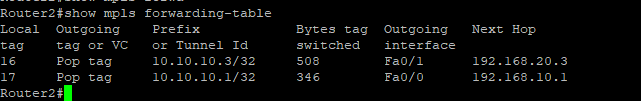 Router2#show mpls forwarding-table
Local  Outgoing    Prefix            Bytes tag  Outgoing   Next Hop
tag    tag or VC   or Tunnel Id      switched   interface
16     Pop tag     10.10.10.3/32     508        Fa0/1      192.168.20.3
17     Pop tag     10.10.10.1/32     346        Fa0/0      192.168.10.1
Router2#